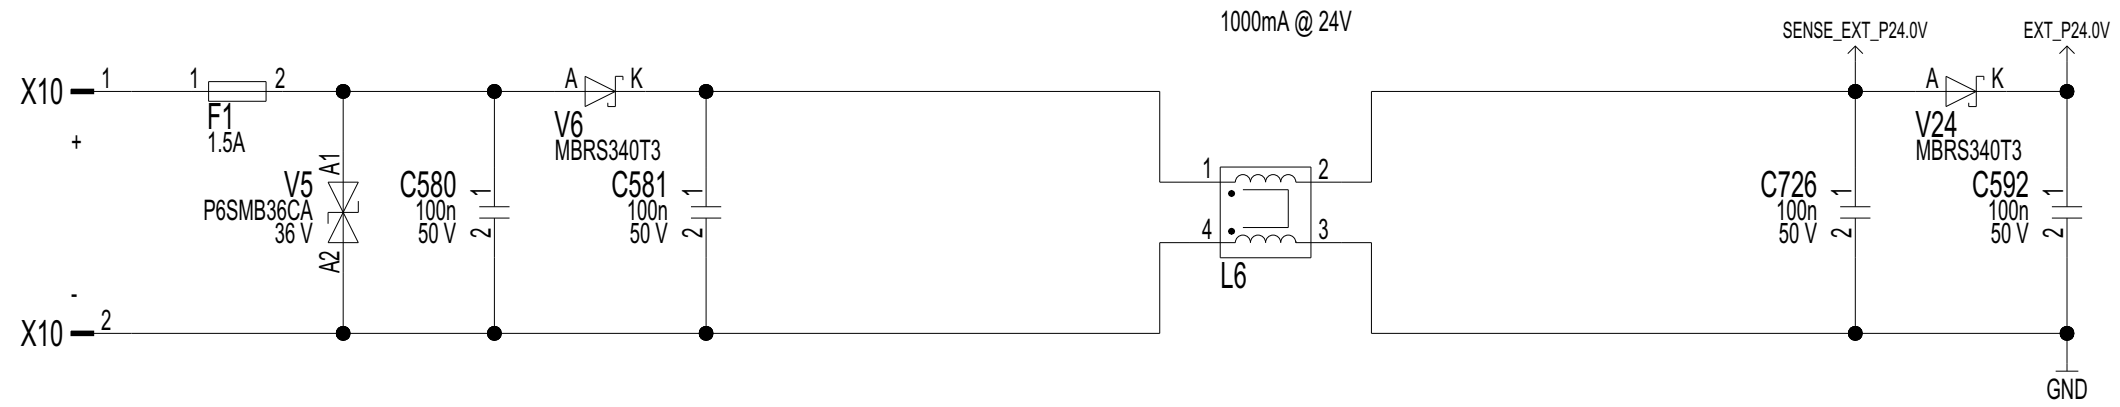 1000mA @ 24V
SENSE_EXT_P24.0V
EXT_P24.0V
X10
1
1
2
F1
1.5A
+
A
K
V6
MBRS340T3
A
K
V24
MBRS340T3
A1
V5
P6SMB36CA
36 V
A2
C580
100n
50 V
1
2
C581
100n
50 V
1
2
1
2
4
3
L6
C726
100n
50 V
1
2
C592
100n
50 V
1
2
-
X10
2
GND